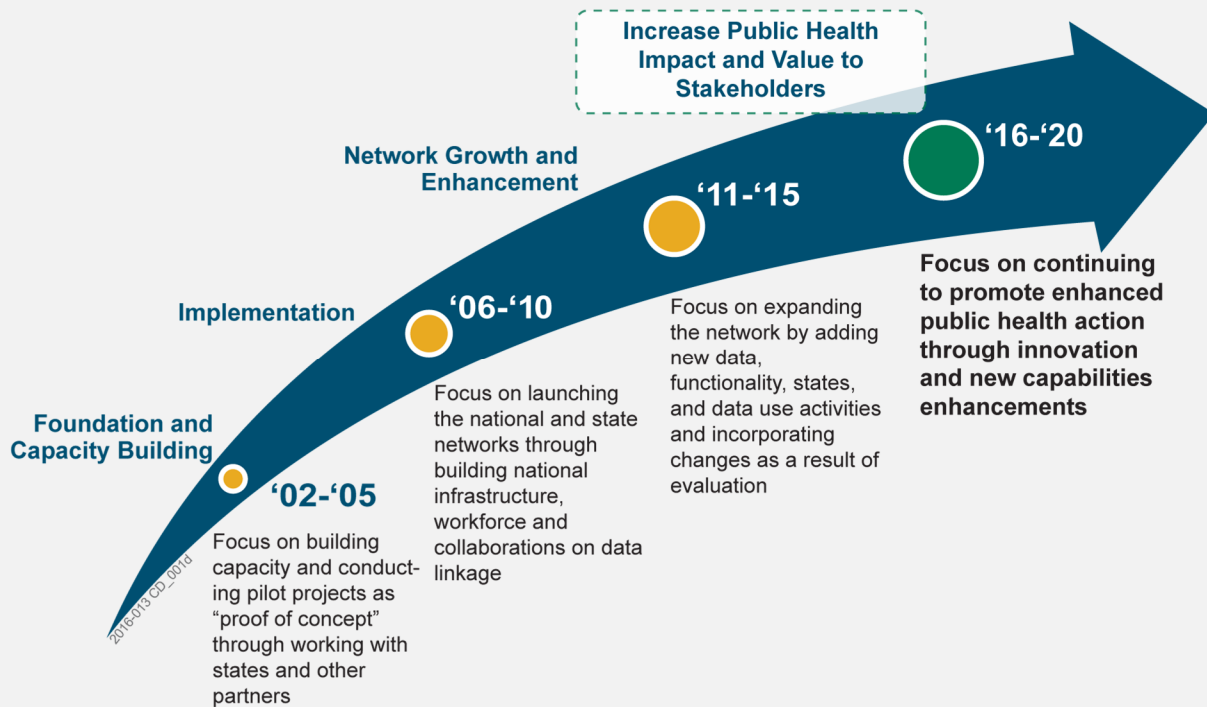 Increase Public Health
Impact and Value to
Stakeholders
‘16-‘20
Focus on continuing
to promote enhanced
public health action
through innovation
and new capabilities
enhancements
Network Growth and
Enhancement
‘11-‘15
Focus on expanding
the network by adding
new data,
functionality, states,
and data use activities
and incorporating
changes as a result of
evaluation
Implementation
‘06-‘10
Focus on launching
the national and state
networks through
building national
infrastructure,
workforce and
collaborations on data
linkage
Foundation and
Capacity Building
‘02-‘05
Focus on building
capacity and conduct-
ing pilot projects as
“proof of concept”
through working with
states and other
partners
2016-013 CD_001d